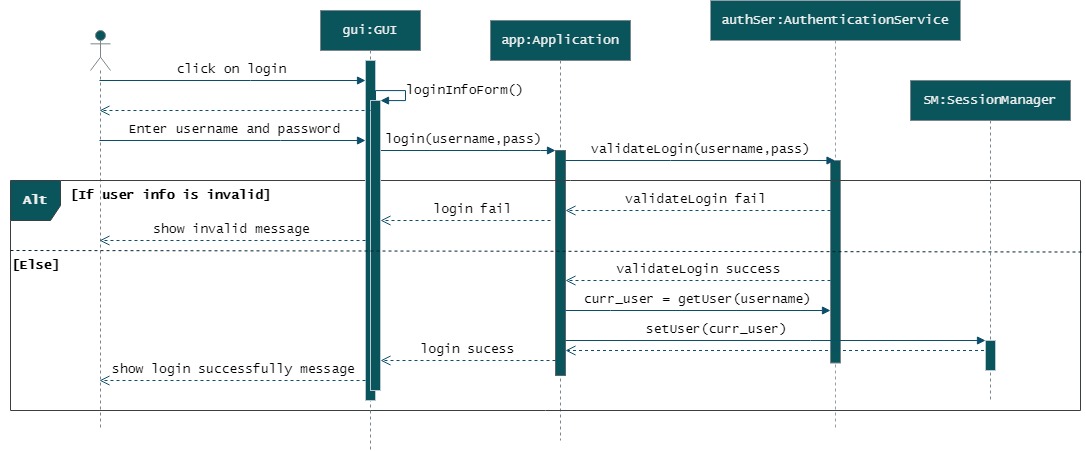 gui:GUI
app:Application
authSer:AuthenticationService
SM:SessionManager
click on login
loginInfoForm()
Enter username and password
login(username,pass)
validateLogin(username,pass)
Alt
[If user info is invalid]
validateLogin fail
login fail
show invalid message
[Else]
validateLogin success
curr_user = getUser(username)
setUser(curr_user)
login sucess
show login successfully message